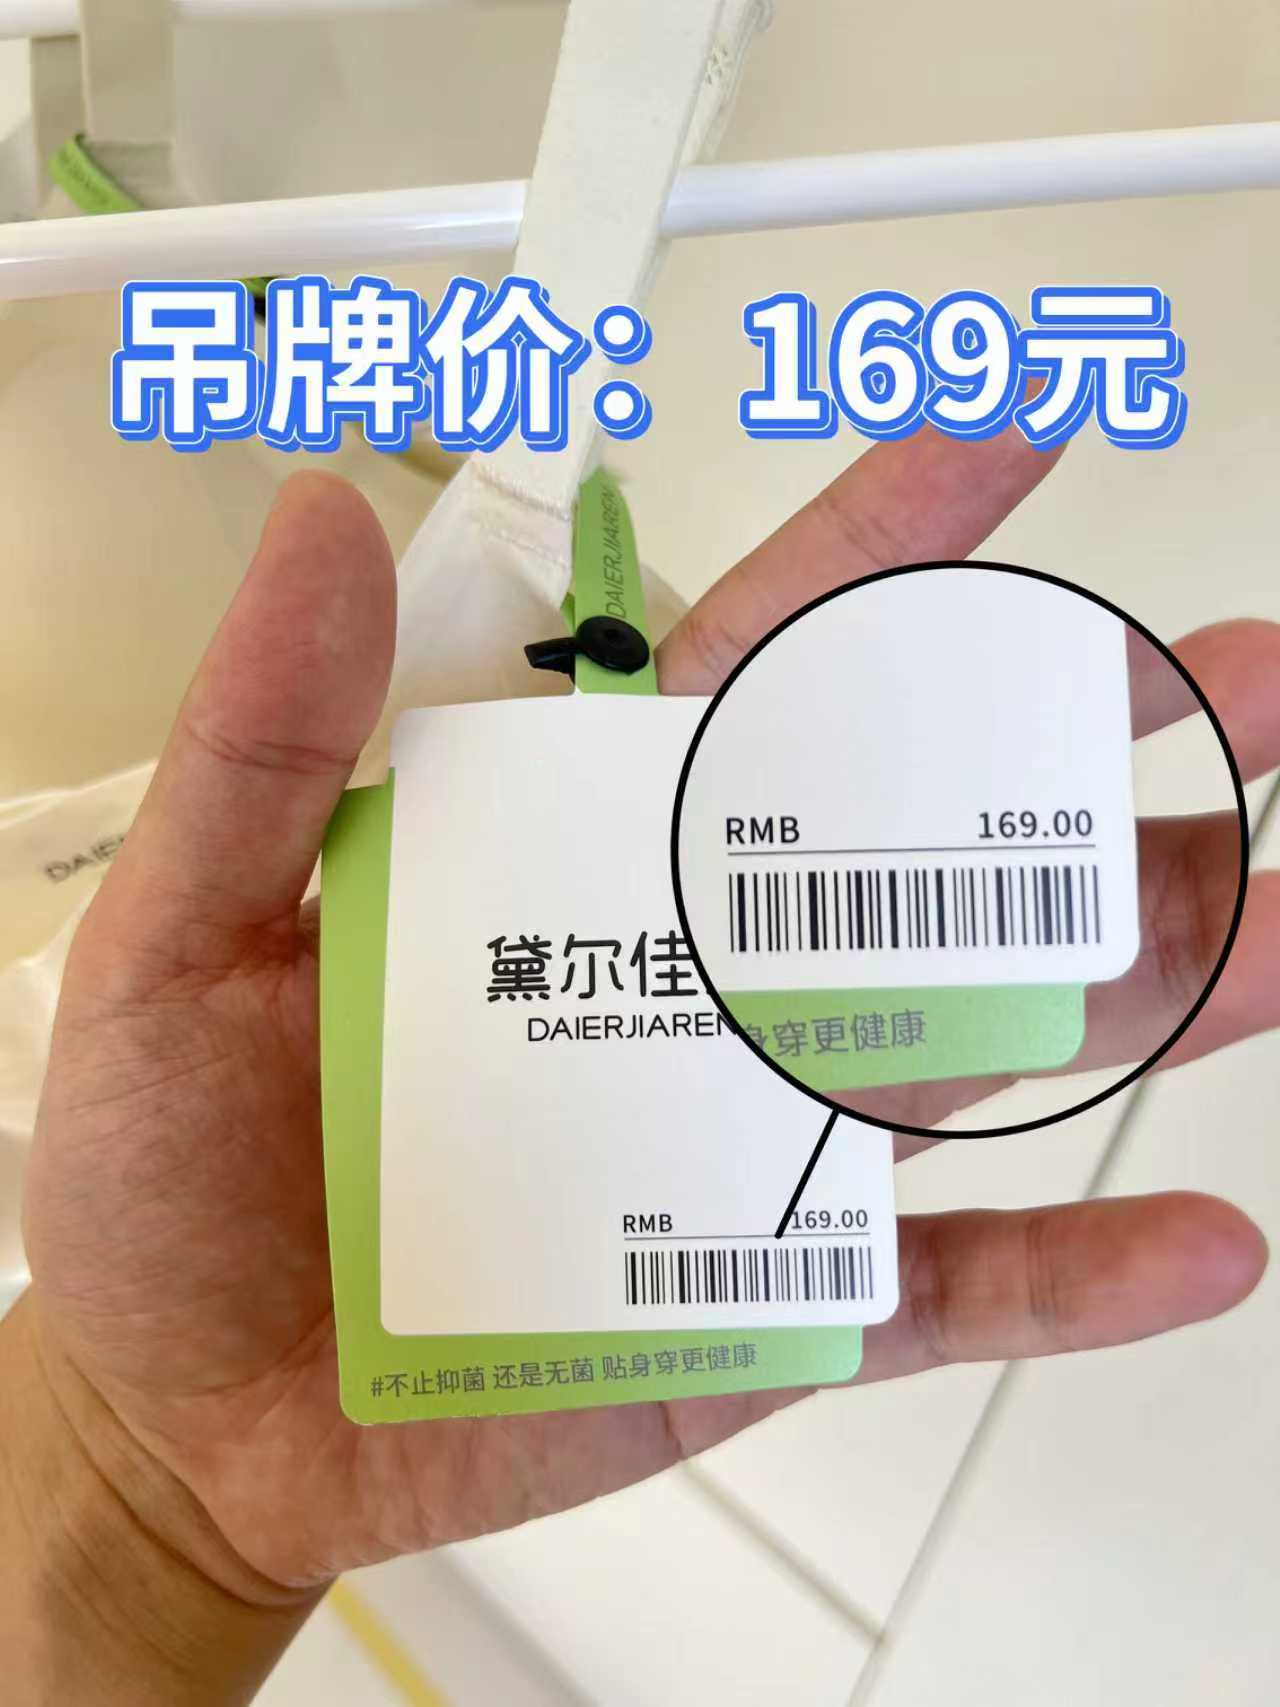 吊牌价：169元
DAIERJIAREN
RMB 169.00
黛尔佳
DAIERJIAREN
身穿更健康
RMB 169.00
#不止抑菌 还是无菌 贴身穿更健康